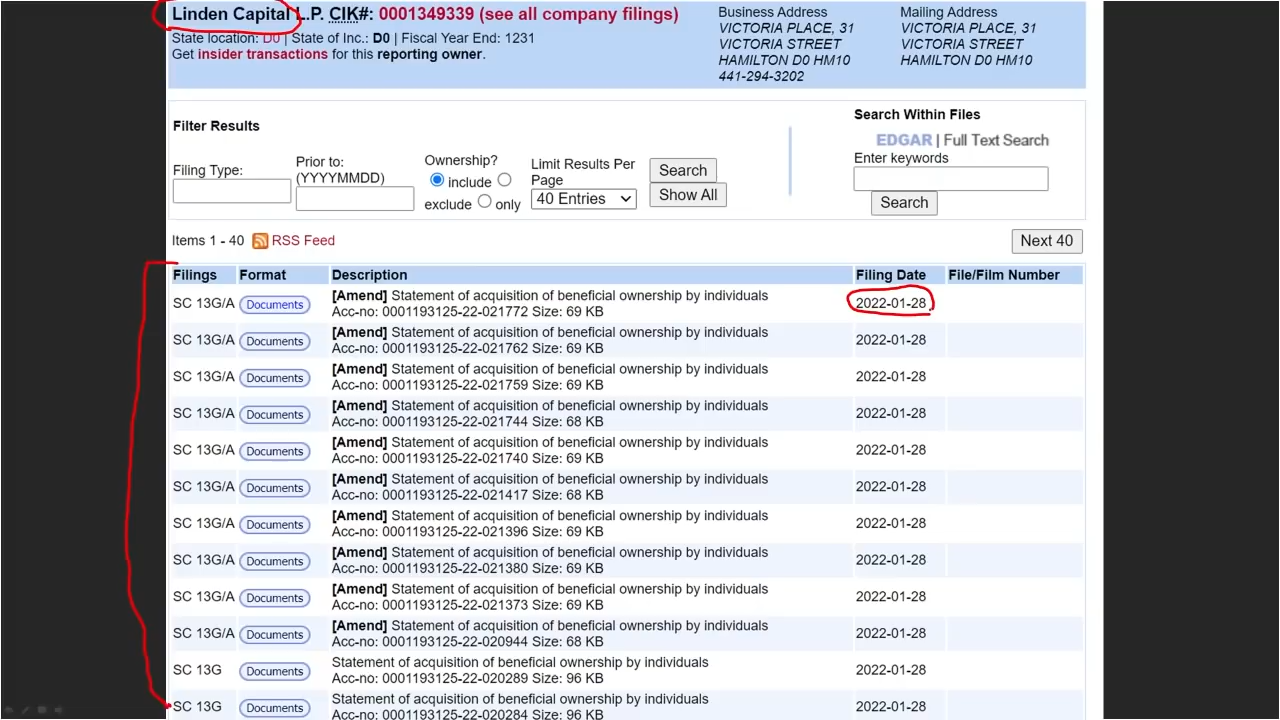 Linden Capital L.P. CIK#: 0001349339 (see all company filings)
State location: D0 | State of Inc.: D0 | Fiscal Year End: 1231
Get insider transactions for this reporting owner.
Business Address
VICTORIA PLACE, 31
VICTORIA STREET
HAMILTON D0 HM10
441-294-3202
Mailing Address
VICTORIA PLACE, 31
VICTORIA STREET
HAMILTON D0 HM10
Filter Results
Filing Type:
Prior to:
(YYYYMMDD)
Ownership?
include
exclude only
Limit Results Per
Page
40 Entries
Search
Show All
Search Within Files
EDGAR | Full Text Search
Enter keywords
Search
Items 1 - 40 RSS Feed
Next 40
Filings Format Description Filing Date File/Film Number
SC 13G/A Documents [Amend] Statement of acquisition of beneficial ownership by individuals 2022-01-28
Acc-no: 0001193125-22-021772 Size: 69 KB
SC 13G/A Documents [Amend] Statement of acquisition of beneficial ownership by individuals 2022-01-28
Acc-no: 0001193125-22-021762 Size: 69 KB
SC 13G/A Documents [Amend] Statement of acquisition of beneficial ownership by individuals 2022-01-28
Acc-no: 0001193125-22-021759 Size: 69 KB
SC 13G/A Documents [Amend] Statement of acquisition of beneficial ownership by individuals 2022-01-28
Acc-no: 0001193125-22-021744 Size: 68 KB
SC 13G/A Documents [Amend] Statement of acquisition of beneficial ownership by individuals 2022-01-28
Acc-no: 0001193125-22-021740 Size: 69 KB
SC 13G/A Documents [Amend] Statement of acquisition of beneficial ownership by individuals 2022-01-28
Acc-no: 0001193125-22-021417 Size: 68 KB
SC 13G/A Documents [Amend] Statement of acquisition of beneficial ownership by individuals 2022-01-28
Acc-no: 0001193125-22-021396 Size: 69 KB
SC 13G/A Documents [Amend] Statement of acquisition of beneficial ownership by individuals 2022-01-28
Acc-no: 0001193125-22-021380 Size: 69 KB
SC 13G/A Documents [Amend] Statement of acquisition of beneficial ownership by individuals 2022-01-28
Acc-no: 0001193125-22-021373 Size: 69 KB
SC 13G/A Documents [Amend] Statement of acquisition of beneficial ownership by individuals 2022-01-28
Acc-no: 0001193125-22-020944 Size: 68 KB
SC 13G Documents Statement of acquisition of beneficial ownership by individuals 2022-01-28
Acc-no: 0001193125-22-020289 Size: 96 KB
SC 13G Documents Statement of acquisition of beneficial ownership by individuals 2022-01-28
Acc-no: 0001193125-22-020284 Size: 96 KB